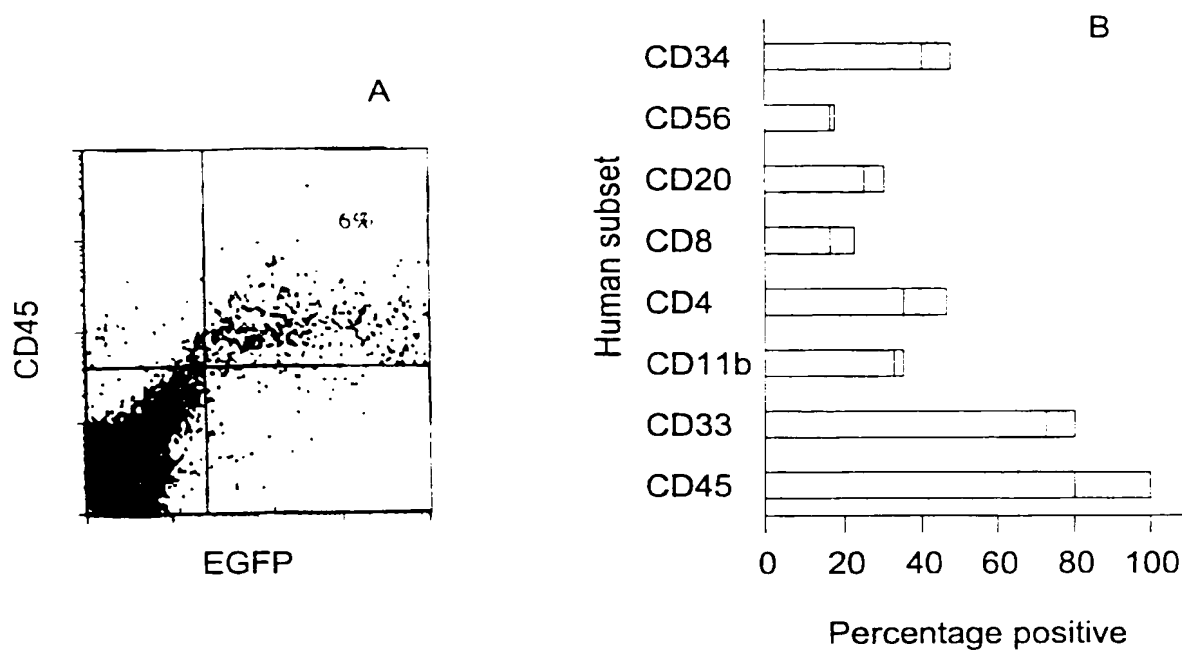 A
6%
CD45
EGFP
B
Human subset
CD34
CD56
CD20
CD8
CD4
CD11b
CD33
CD45
0 20 40 60 80 100
Percentage positive